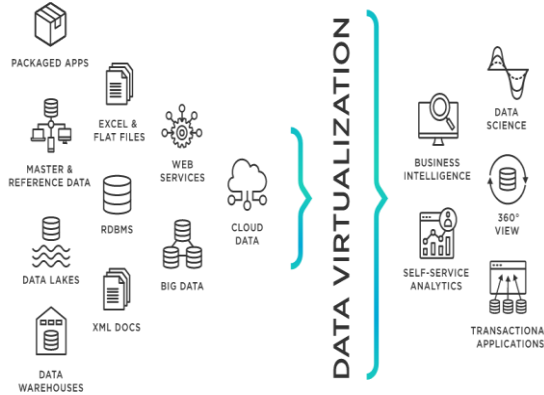 PACKAGED APPS
EXCEL &
FLAT FILES
MASTER &
REFERENCE DATA
WEB
SERVICES
RDBMS
CLOUD
DATA
DATA LAKES
BIG DATA
XML DOCS
DATA
WAREHOUSES
DATA VIRTUALIZATION
DATA
SCIENCE
BUSINESS
INTELLIGENCE
360°
VIEW
SELF-SERVICE
ANALYTICS
TRANSACTIONA
APPLICATIONS